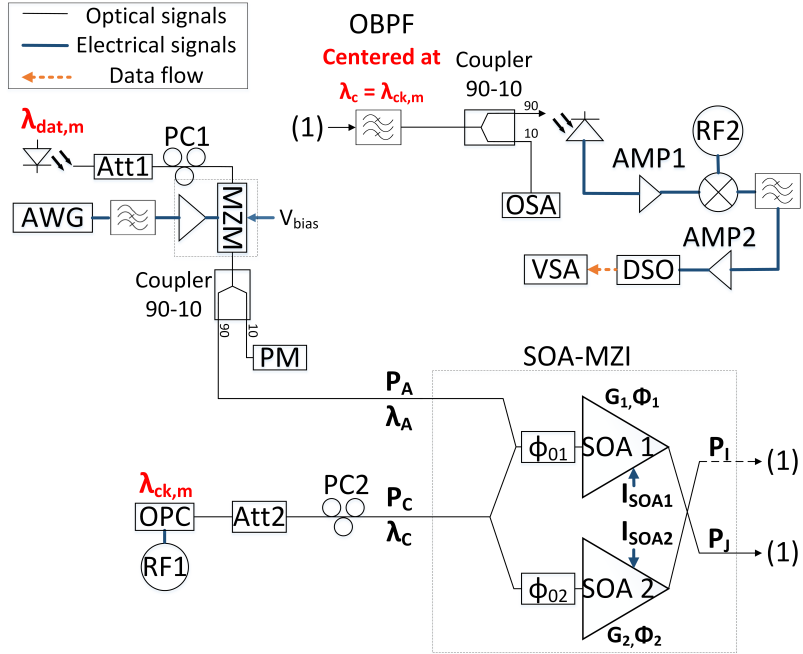 Optical signals
Electrical signals
Data flow
OBPF
Centered at
λc = λck,m
Coupler
90-10
90
10
(1)
OSA
AMP1
RF2
AMP2
VSA
DSO
λdat,m
PC1
Att1
AWG
MZM
Vbias
Coupler
90-10
90
10
PM
SOA-MZI
PA
λA
G1,Φ1
ϕ01
SOA 1
ISOA1
PI
(1)
λck,m
OPC
Att2
PC2
PC
λC
RF1
ISOA2
PJ
(1)
ϕ02
SOA 2
G2,Φ2